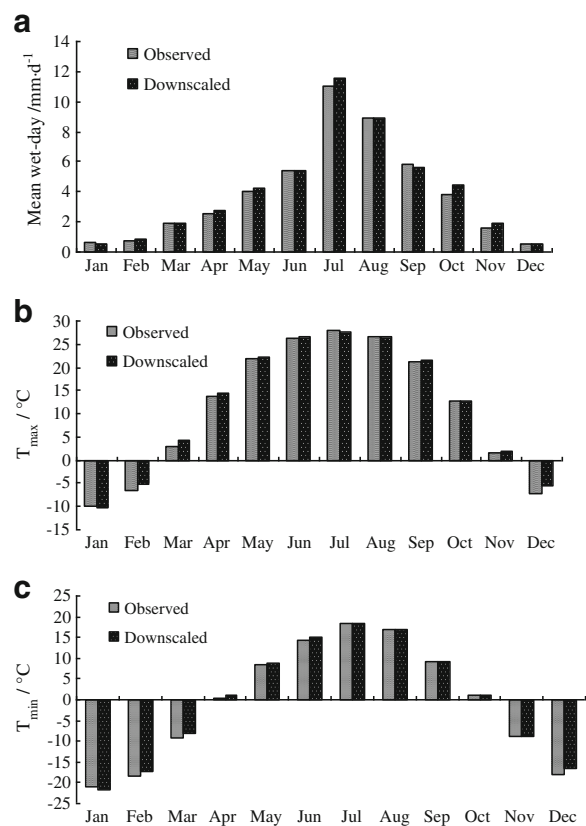 a
14
12
10
8
6
4
2
0
Mean wet-day /mm·d⁻¹
Observed
Downscaled
Jan Feb Mar Apr May Jun Jul Aug Sep Oct Nov Dec
b
30
25
20
15
10
5
0
-5
-10
-15
T max / °C
Observed
Downscaled
Jan Feb Mar Apr May Jun Jul Aug Sep Oct Nov Dec
c
25
20
15
10
5
0
-5
-10
-15
-20
-25
T min / °C
Observed
Downscaled
Jan Feb Mar Apr May Jun Jul Aug Sep Oct Nov Dec